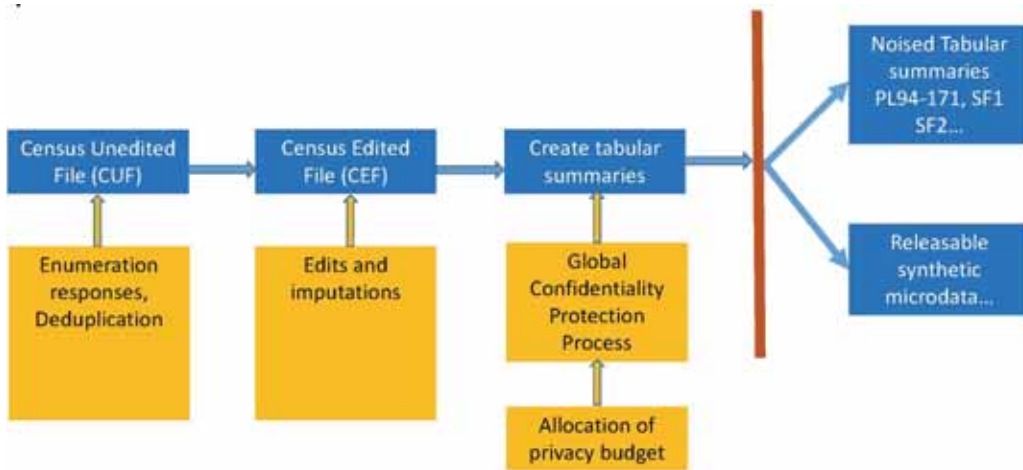 Census Unedited
File (CUF)
Census Edited
File (CEF)
Create tabular
summaries
Noised Tabular
summaries
PL94-171, SF1
SF2...
Releasable
synthetic
microdata...
Enumeration
responses,
Deduplication
Edits and
imputations
Global
Confidentiality
Protection
Process
Allocation of
privacy budget